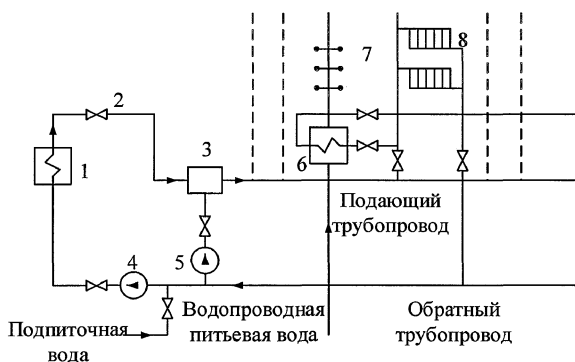 7
8
2
3
1
6
Подающий
трубопровод
4
5
Водопроводная
питьевая вода
Обратный
трубопровод
Подпиточная
вода